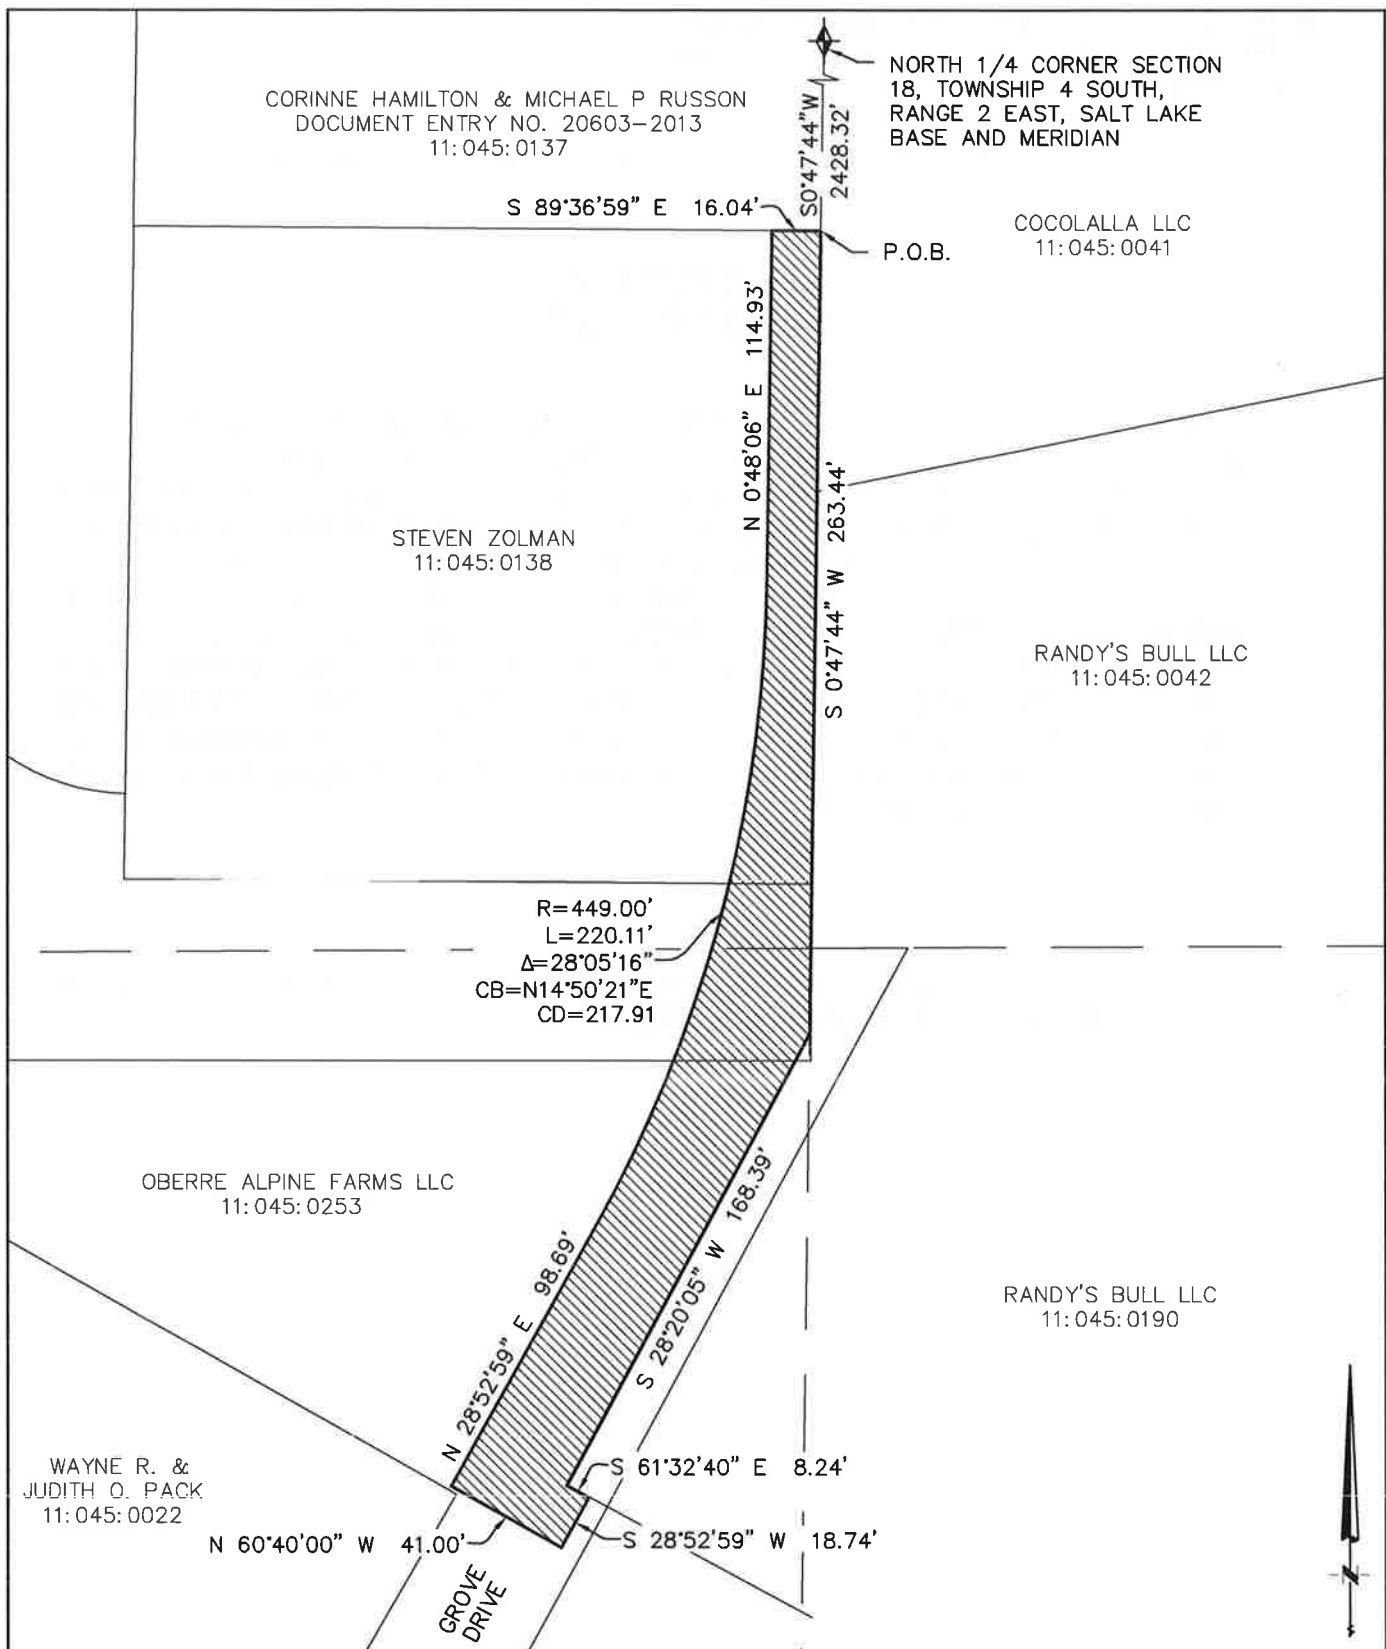 CORINNE HAMILTON & MICHAEL P RUSSON
DOCUMENT ENTRY NO. 20603-2013
11:045:0137
NORTH 1/4 CORNER SECTION
18, TOWNSHIP 4 SOUTH,
RANGE 2 EAST, SALT LAKE
BASE AND MERIDIAN
S0°47'44"W
2428.32'
S 89°36'59" E 16.04'
P.O.B.
COCOLALLA LLC
11:045:0041
N 0°48'06" E 114.93'
S 0°47'44" W 263.44'
STEVEN ZOLMAN
11:045:0138
RANDY'S BULL LLC
11:045:0042
R=449.00'
L=220.11'
Δ=28°05'16"
CB=N14°50'21"E
CD=217.91
OBERRE ALPINE FARMS LLC
11:045:0253
N 28°52'59" E 98.69'
S 28°20'05" W 168.39'
RANDY'S BULL LLC
11:045:0190
WAYNE R. &
JUDITH O. PACK
11:045:0022
S 61°32'40" E 8.24'
N 60°40'00" W 41.00'
S 28°52'59" W 18.74'
GROVE
DRIVE
N